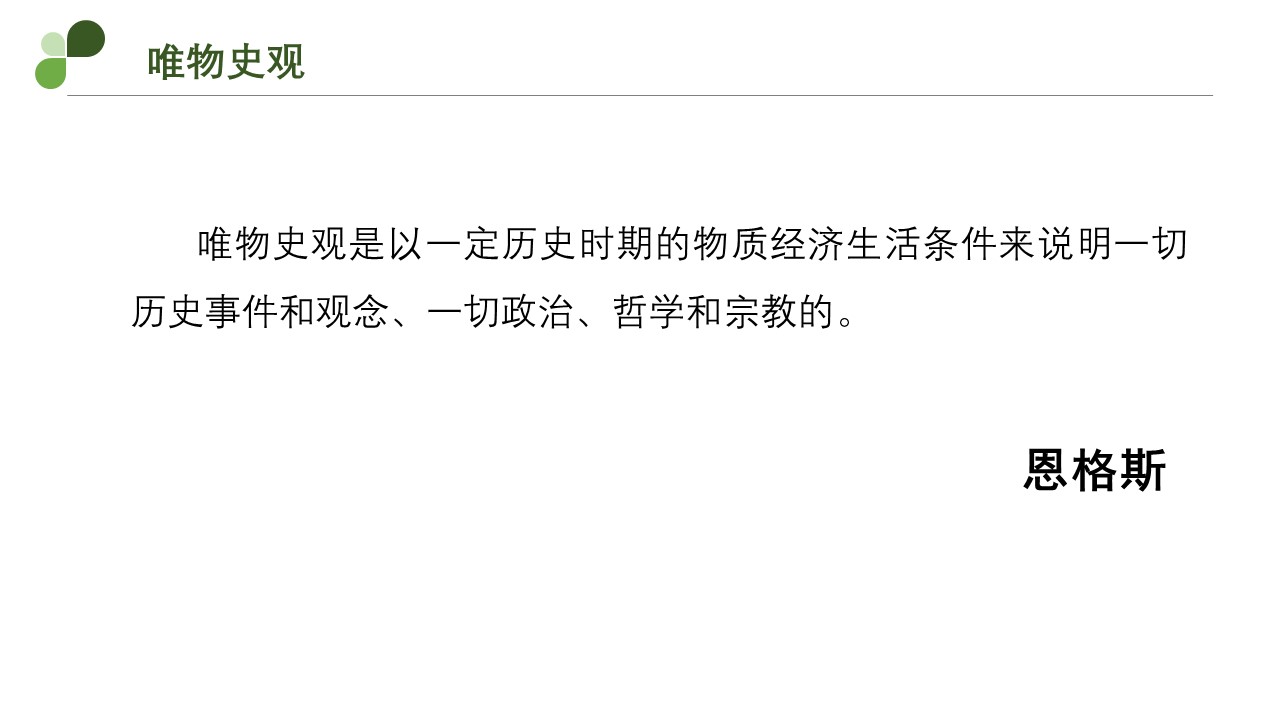 唯物史观
唯物史观是以一定历史时期的物质经济生活条件来说明一切
历史事件和观念、一切政治、哲学和宗教的。
恩格斯